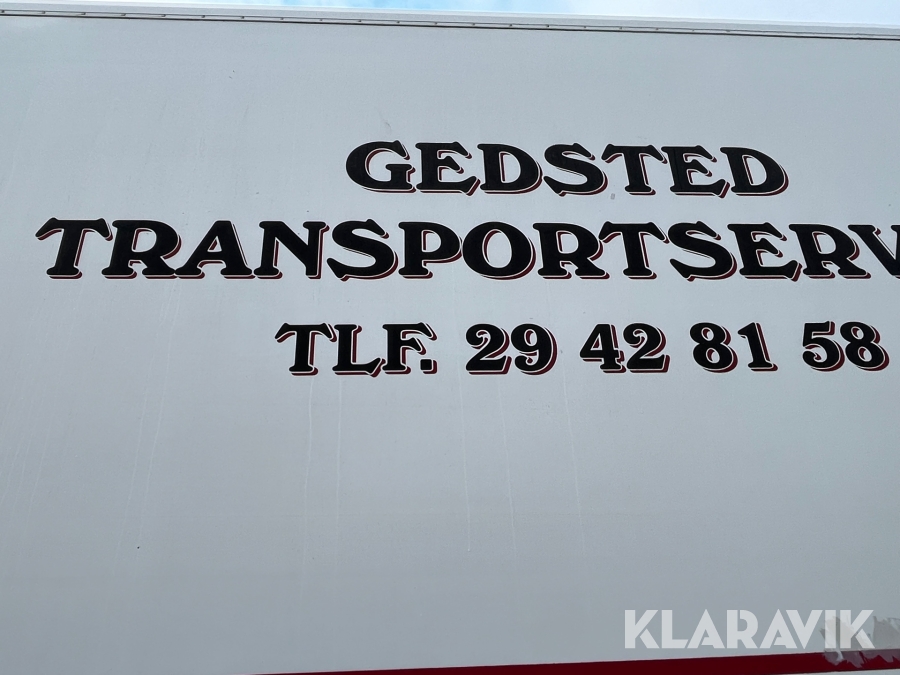 GEDSTED
TRANSPORTSERV
TLF. 29 42 81 58
KLARAVIK